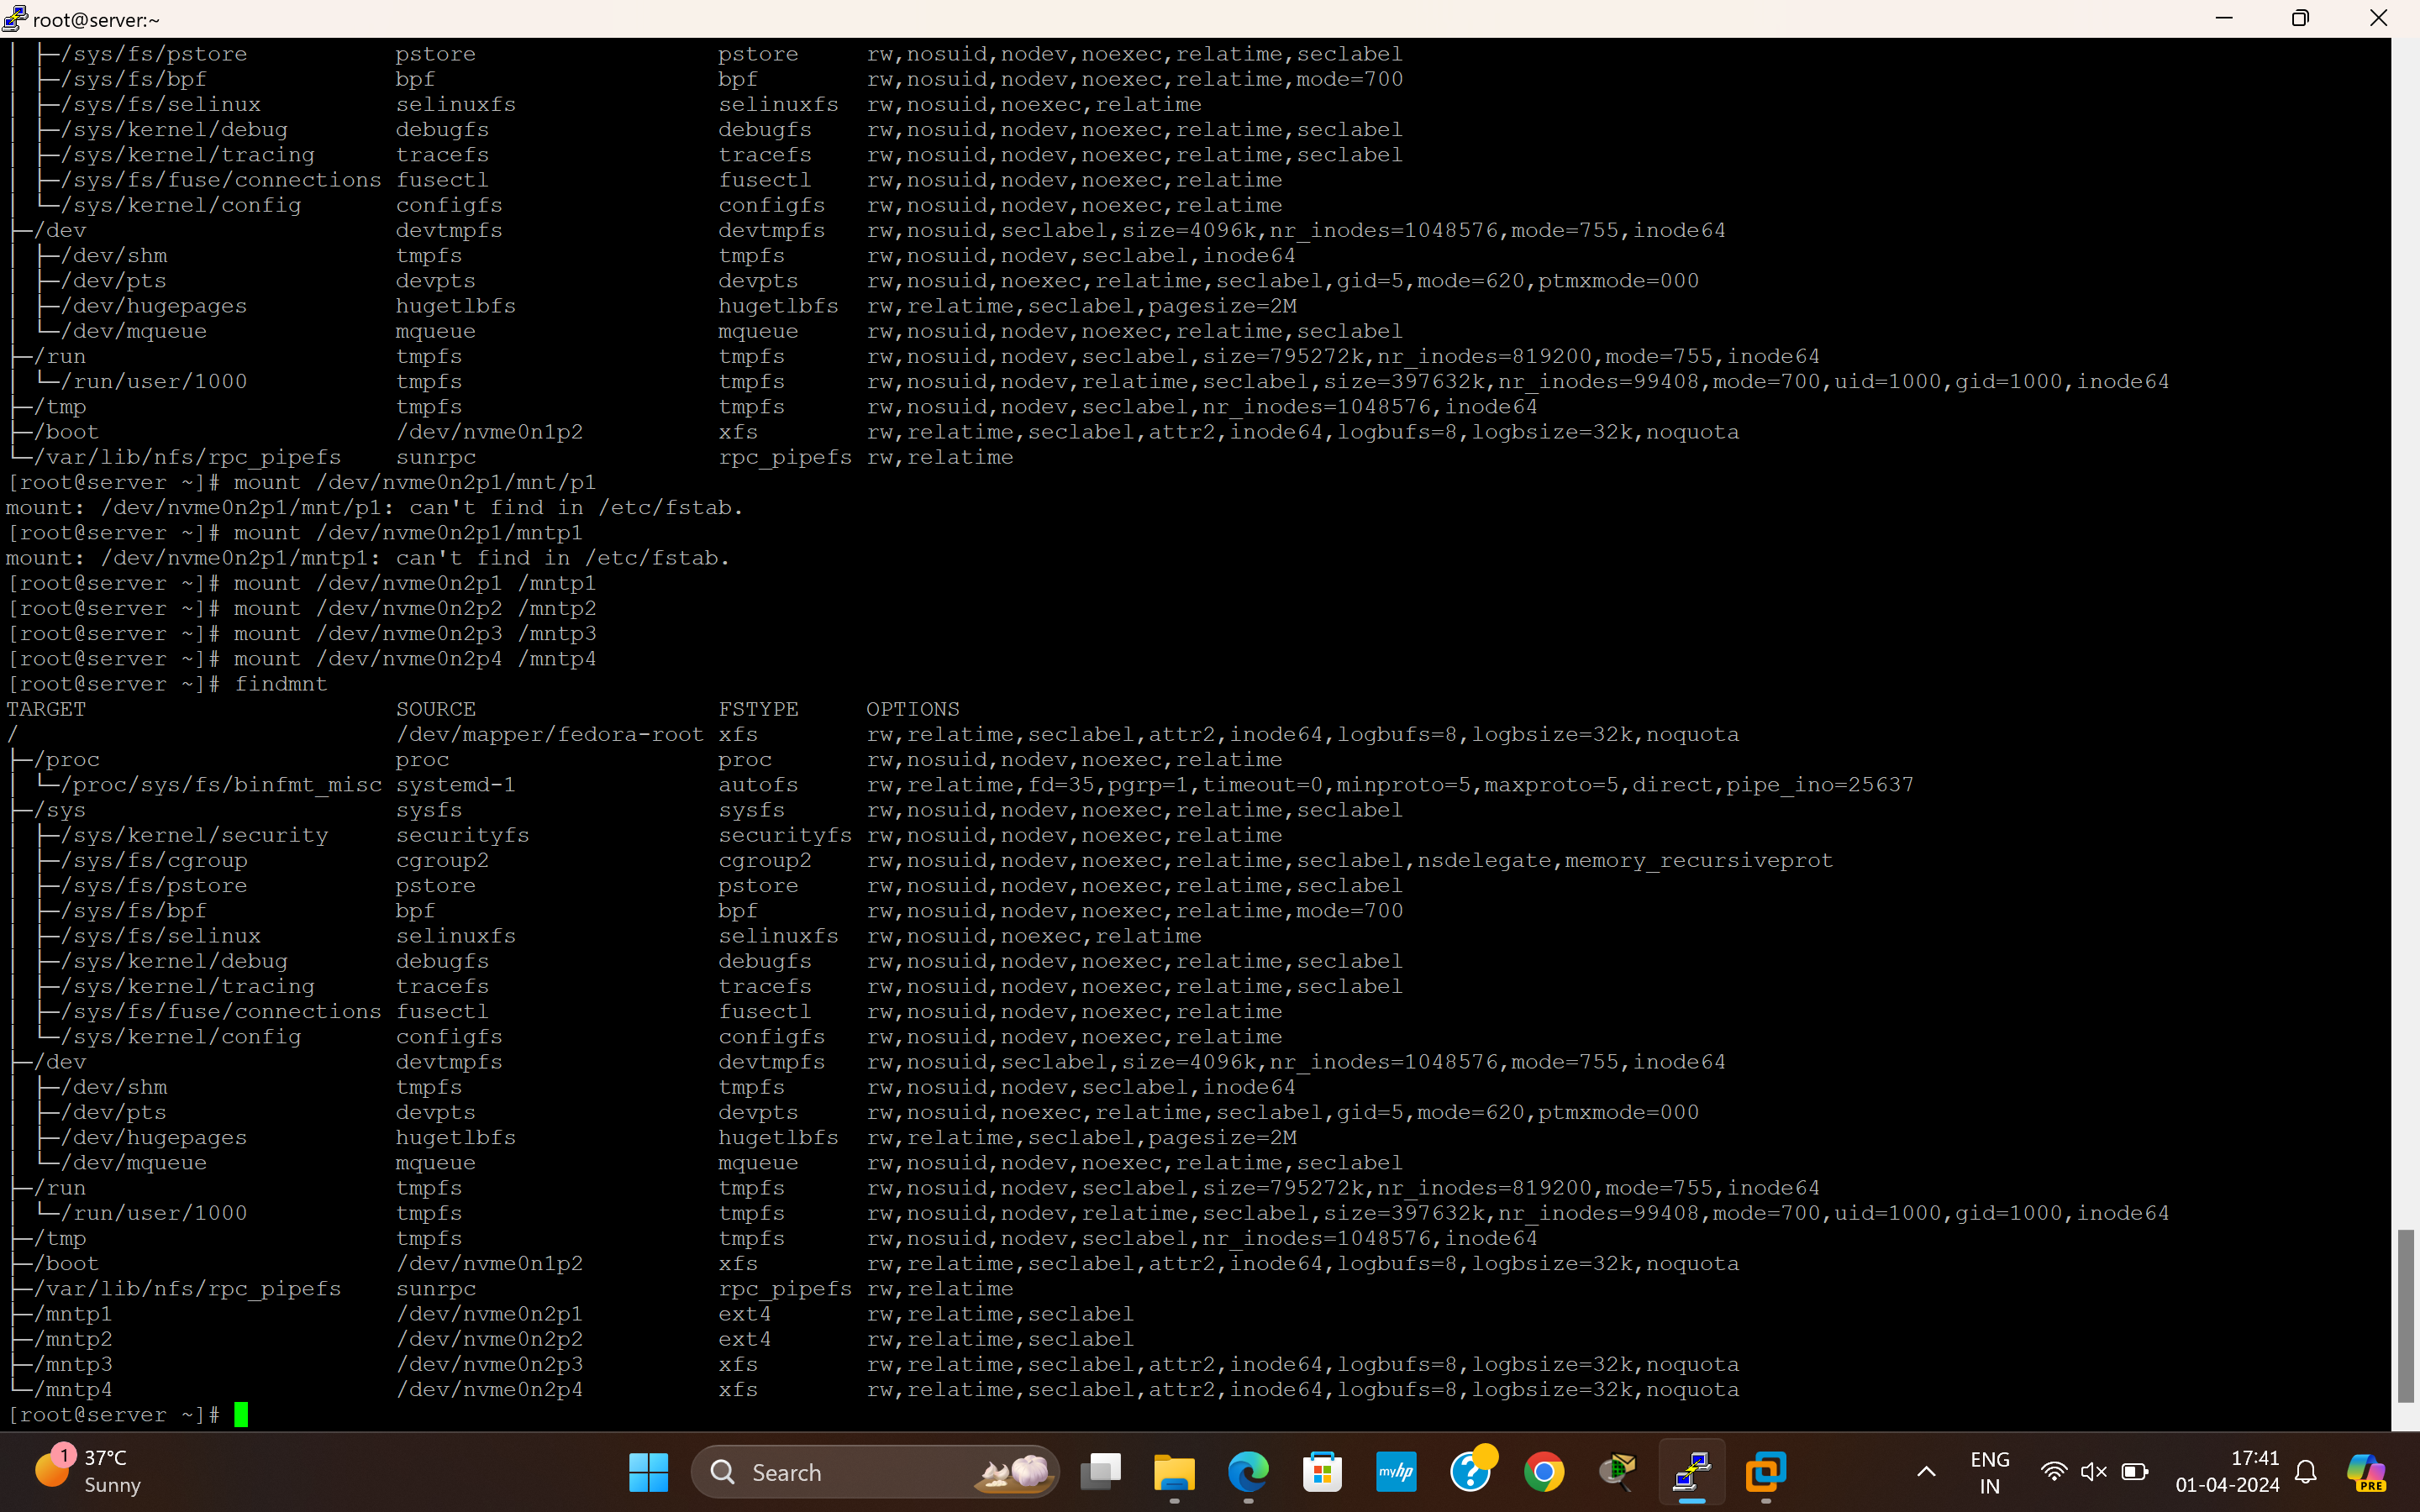 root@server:~
│ ├─/sys/fs/pstore pstore pstore rw,nosuid,nodev,noexec,relatime,seclabel
│ ├─/sys/fs/bpf bpf bpf rw,nosuid,nodev,noexec,relatime,mode=700
│ ├─/sys/fs/selinux selinuxfs selinuxfs rw,nosuid,noexec,relatime
│ ├─/sys/kernel/debug debugfs debugfs rw,nosuid,nodev,noexec,relatime,seclabel
│ ├─/sys/kernel/tracing tracefs tracefs rw,nosuid,nodev,noexec,relatime,seclabel
│ ├─/sys/fs/fuse/connections fusectl fusectl rw,nosuid,nodev,noexec,relatime
│ └─/sys/kernel/config configfs configfs rw,nosuid,nodev,noexec,relatime
├─/dev devtmpfs devtmpfs rw,nosuid,seclabel,size=4096k,nr_inodes=1048576,mode=755,inode64
│ ├─/dev/shm tmpfs tmpfs rw,nosuid,nodev,seclabel,inode64
│ ├─/dev/pts devpts devpts rw,nosuid,noexec,relatime,seclabel,gid=5,mode=620,ptmxmode=000
│ ├─/dev/hugepages hugetlbfs hugetlbfs rw,relatime,seclabel,pagesize=2M
│ └─/dev/mqueue mqueue mqueue rw,nosuid,nodev,noexec,relatime,seclabel
├─/run tmpfs tmpfs rw,nosuid,nodev,seclabel,size=795272k,nr_inodes=819200,mode=755,inode64
│ └─/run/user/1000 tmpfs tmpfs rw,nosuid,nodev,relatime,seclabel,size=397632k,nr_inodes=99408,mode=700,uid=1000,gid=1000,inode64
├─/tmp tmpfs tmpfs rw,nosuid,nodev,seclabel,nr_inodes=1048576,inode64
├─/boot /dev/nvme0n1p2 xfs rw,relatime,seclabel,attr2,inode64,logbufs=8,logbsize=32k,noquota
└─/var/lib/nfs/rpc_pipefs sunrpc rpc_pipefs rw,relatime
[root@server ~]# mount /dev/nvme0n2p1/mnt/p1
mount: /dev/nvme0n2p1/mnt/p1: can't find in /etc/fstab.
[root@server ~]# mount /dev/nvme0n2p1/mntp1
mount: /dev/nvme0n2p1/mntp1: can't find in /etc/fstab.
[root@server ~]# mount /dev/nvme0n2p1 /mntp1
[root@server ~]# mount /dev/nvme0n2p2 /mntp2
[root@server ~]# mount /dev/nvme0n2p3 /mntp3
[root@server ~]# mount /dev/nvme0n2p4 /mntp4
[root@server ~]# findmnt
TARGET SOURCE FSTYPE OPTIONS
/ /dev/mapper/fedora-root xfs rw,relatime,seclabel,attr2,inode64,logbufs=8,logbsize=32k,noquota
├─/proc proc proc rw,nosuid,nodev,noexec,relatime
│ └─/proc/sys/fs/binfmt_misc systemd-1 autofs rw,relatime,fd=35,pgrp=1,timeout=0,minproto=5,maxproto=5,direct,pipe_ino=25637
├─/sys sysfs sysfs rw,nosuid,nodev,noexec,relatime,seclabel
│ ├─/sys/kernel/security securityfs securityfs rw,nosuid,nodev,noexec,relatime
│ ├─/sys/fs/cgroup cgroup2 cgroup2 rw,nosuid,nodev,noexec,relatime,seclabel,nsdelegate,memory_recursiveprot
│ ├─/sys/fs/pstore pstore pstore rw,nosuid,nodev,noexec,relatime,seclabel
│ ├─/sys/fs/bpf bpf bpf rw,nosuid,nodev,noexec,relatime,mode=700
│ ├─/sys/fs/selinux selinuxfs selinuxfs rw,nosuid,noexec,relatime
│ ├─/sys/kernel/debug debugfs debugfs rw,nosuid,nodev,noexec,relatime,seclabel
│ ├─/sys/kernel/tracing tracefs tracefs rw,nosuid,nodev,noexec,relatime,seclabel
│ ├─/sys/fs/fuse/connections fusectl fusectl rw,nosuid,nodev,noexec,relatime
│ └─/sys/kernel/config configfs configfs rw,nosuid,nodev,noexec,relatime
├─/dev devtmpfs devtmpfs rw,nosuid,seclabel,size=4096k,nr_inodes=1048576,mode=755,inode64
│ ├─/dev/shm tmpfs tmpfs rw,nosuid,nodev,seclabel,inode64
│ ├─/dev/pts devpts devpts rw,nosuid,noexec,relatime,seclabel,gid=5,mode=620,ptmxmode=000
│ ├─/dev/hugepages hugetlbfs hugetlbfs rw,relatime,seclabel,pagesize=2M
│ └─/dev/mqueue mqueue mqueue rw,nosuid,nodev,noexec,relatime,seclabel
├─/run tmpfs tmpfs rw,nosuid,nodev,seclabel,size=795272k,nr_inodes=819200,mode=755,inode64
│ └─/run/user/1000 tmpfs tmpfs rw,nosuid,nodev,relatime,seclabel,size=397632k,nr_inodes=99408,mode=700,uid=1000,gid=1000,inode64
├─/tmp tmpfs tmpfs rw,nosuid,nodev,seclabel,nr_inodes=1048576,inode64
├─/boot /dev/nvme0n1p2 xfs rw,relatime,seclabel,attr2,inode64,logbufs=8,logbsize=32k,noquota
├─/var/lib/nfs/rpc_pipefs sunrpc rpc_pipefs rw,relatime
├─/mntp1 /dev/nvme0n2p1 ext4 rw,relatime,seclabel
├─/mntp2 /dev/nvme0n2p2 ext4 rw,relatime,seclabel
├─/mntp3 /dev/nvme0n2p3 xfs rw,relatime,seclabel,attr2,inode64,logbufs=8,logbsize=32k,noquota
└─/mntp4 /dev/nvme0n2p4 xfs rw,relatime,seclabel,attr2,inode64,logbufs=8,logbsize=32k,noquota
[root@server ~]#
1 37°C
Sunny
Search
myhp
ENG
IN
17:41
01-04-2024
PRE